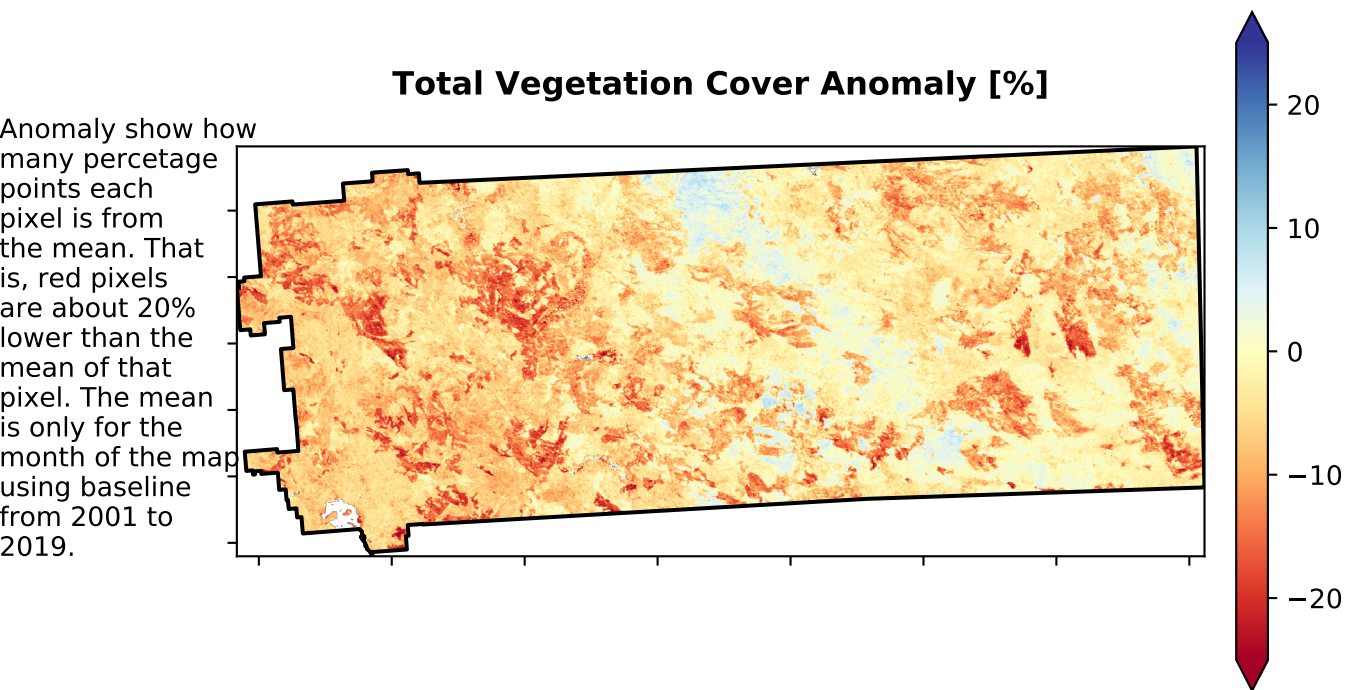 Total Vegetation Cover Anomaly [%]
Anomaly show how
many percetage
points each
pixel is from
the mean. That
is, red pixels
are about 20%
lower than the
mean of that
pixel. The mean
is only for the
month of the map
using baseline
from 2001 to
2019.
20
10
0
−10
−20